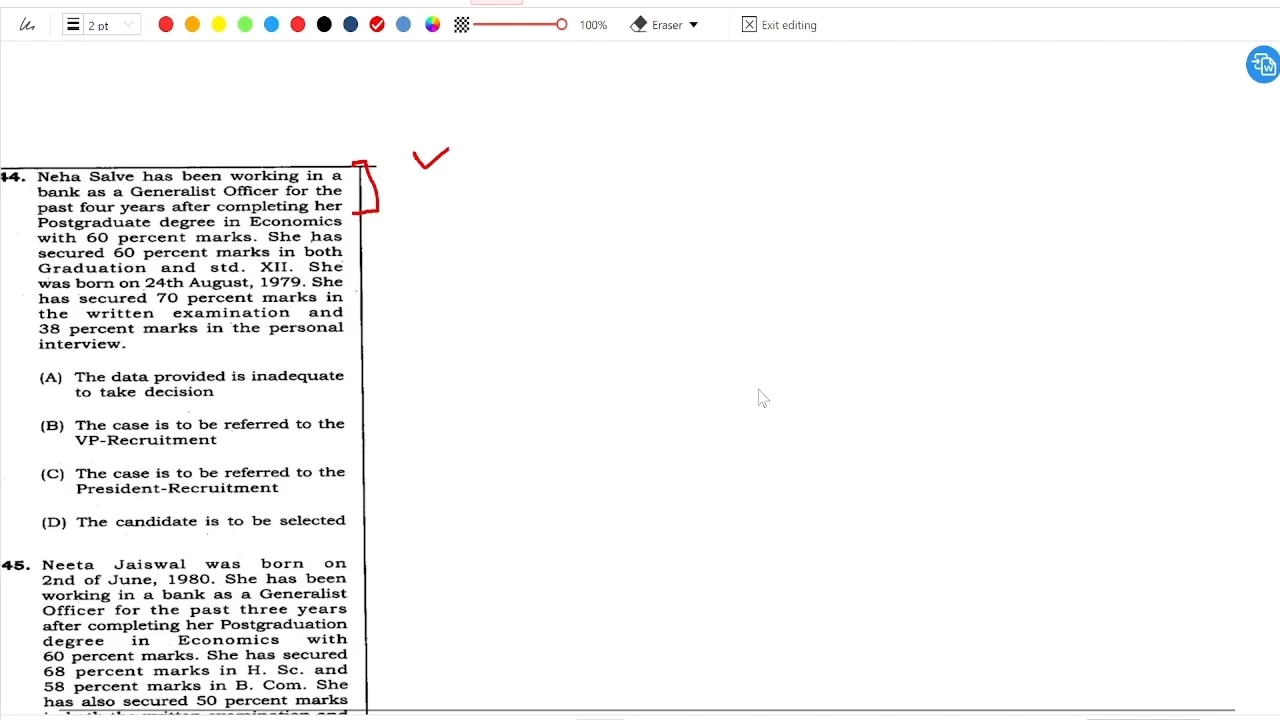 2 pt
100%
Eraser
Exit editing
44. Neha Salve has been working in a
bank as a Generalist Officer for the
past four years after completing her
Postgraduate degree in Economics
with 60 percent marks. She has
secured 60 percent marks in both
Graduation and std. XII. She
was born on 24th August, 1979. She
has secured 70 percent marks in
the written examination and
38 percent marks in the personal
interview.
(A) The data provided is inadequate
to take decision
(B) The case is to be referred to the
VP-Recruitment
(C) The case is to be referred to the
President-Recruitment
(D) The candidate is to be selected
45. Neeta Jaiswal was born on
2nd of June, 1980. She has been
working in a bank as a Generalist
Officer for the past three years
after completing her Postgraduation
degree in Economics with
60 percent marks. She has secured
68 percent marks in H. Sc. and
58 percent marks in B. Com. She
has also secured 50 percent marks